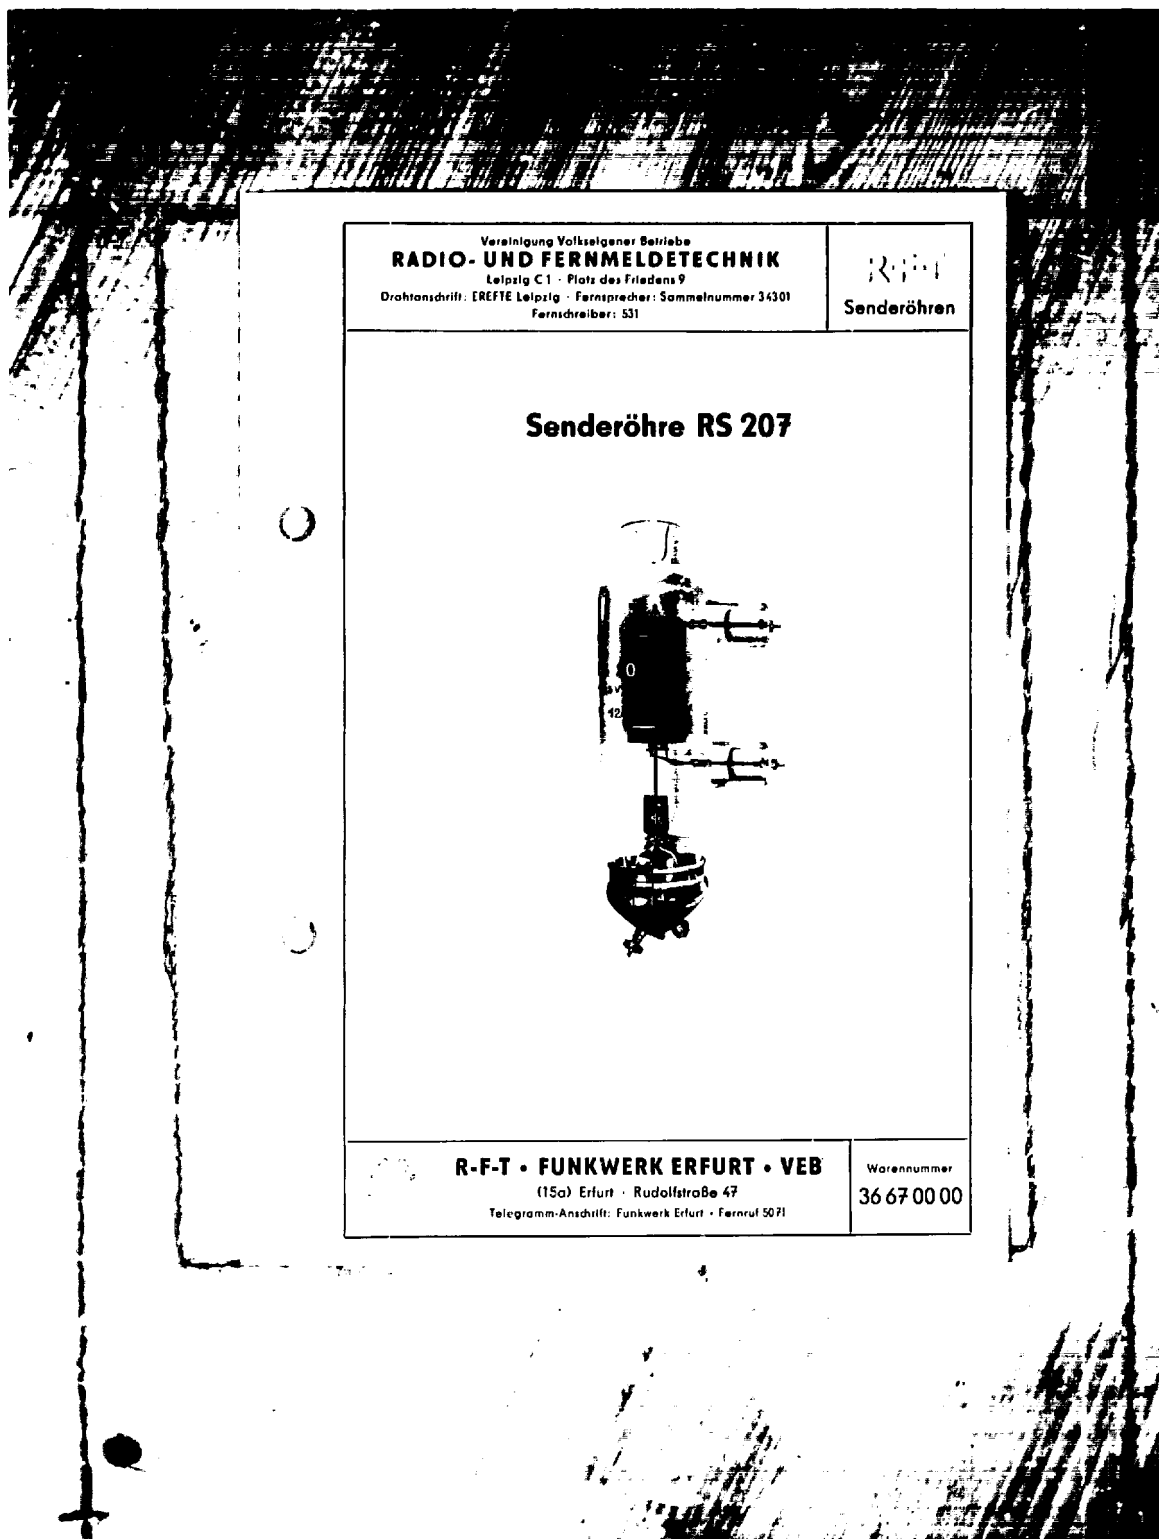 Vereinigung Volkseigener Betriebe
RADIO- UND FERNMELDETECHNIK
Leipzig C 1 · Platz des Friedens 9
Drahtanschrift: EREFTE Leipzig · Fernsprecher: Sammelnummer 34301
Fernschreiber: 531
R-F-T
Senderöhren
Senderöhre RS 207
R-F-T • FUNKWERK ERFURT • VEB
(15a) Erfurt · Rudolfstraße 47
Telegramm-Anschrift: Funkwerk Erfurt • Fernruf 5071
Warennummer
36 67 00 00